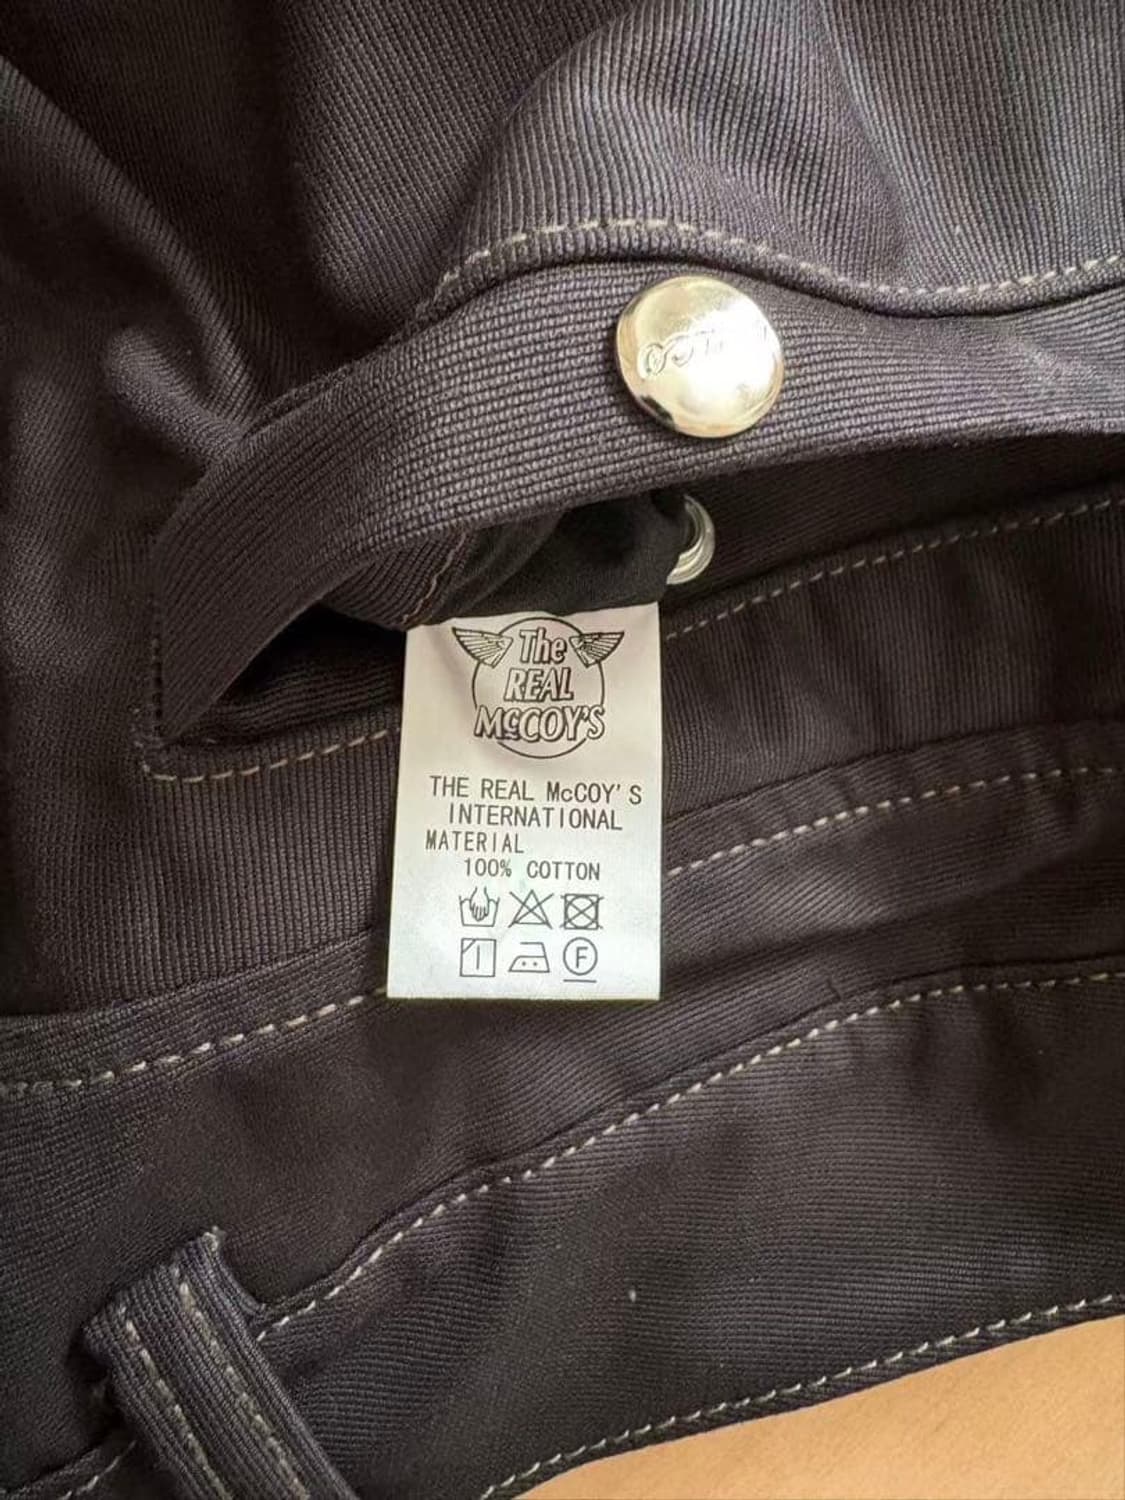 The
REAL
McCOY'S
THE REAL McCOY'S
INTERNATIONAL
MATERIAL
100% COTTON
F